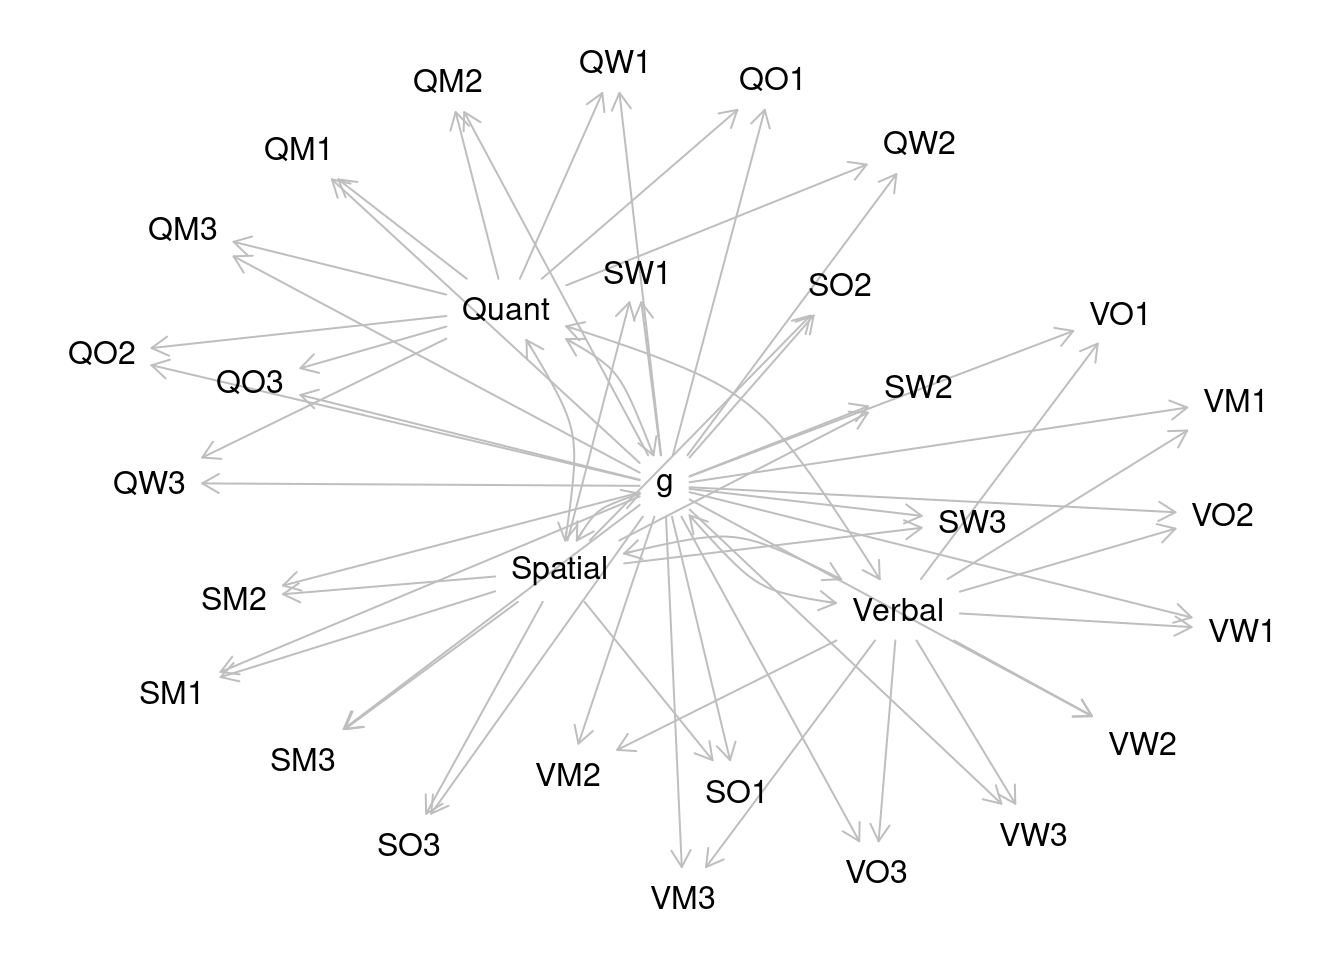 QW1
QM2
QO1
QM1
QW2
QM3
SW1
SO2
Quant
VO1
QO2
QO3
SW2
VM1
QW3
g
VO2
SW3
Spatial
SM2
Verbal
VW1
SM1
VW2
SM3
VM2
SO1
VW3
SO3
VO3
VM3